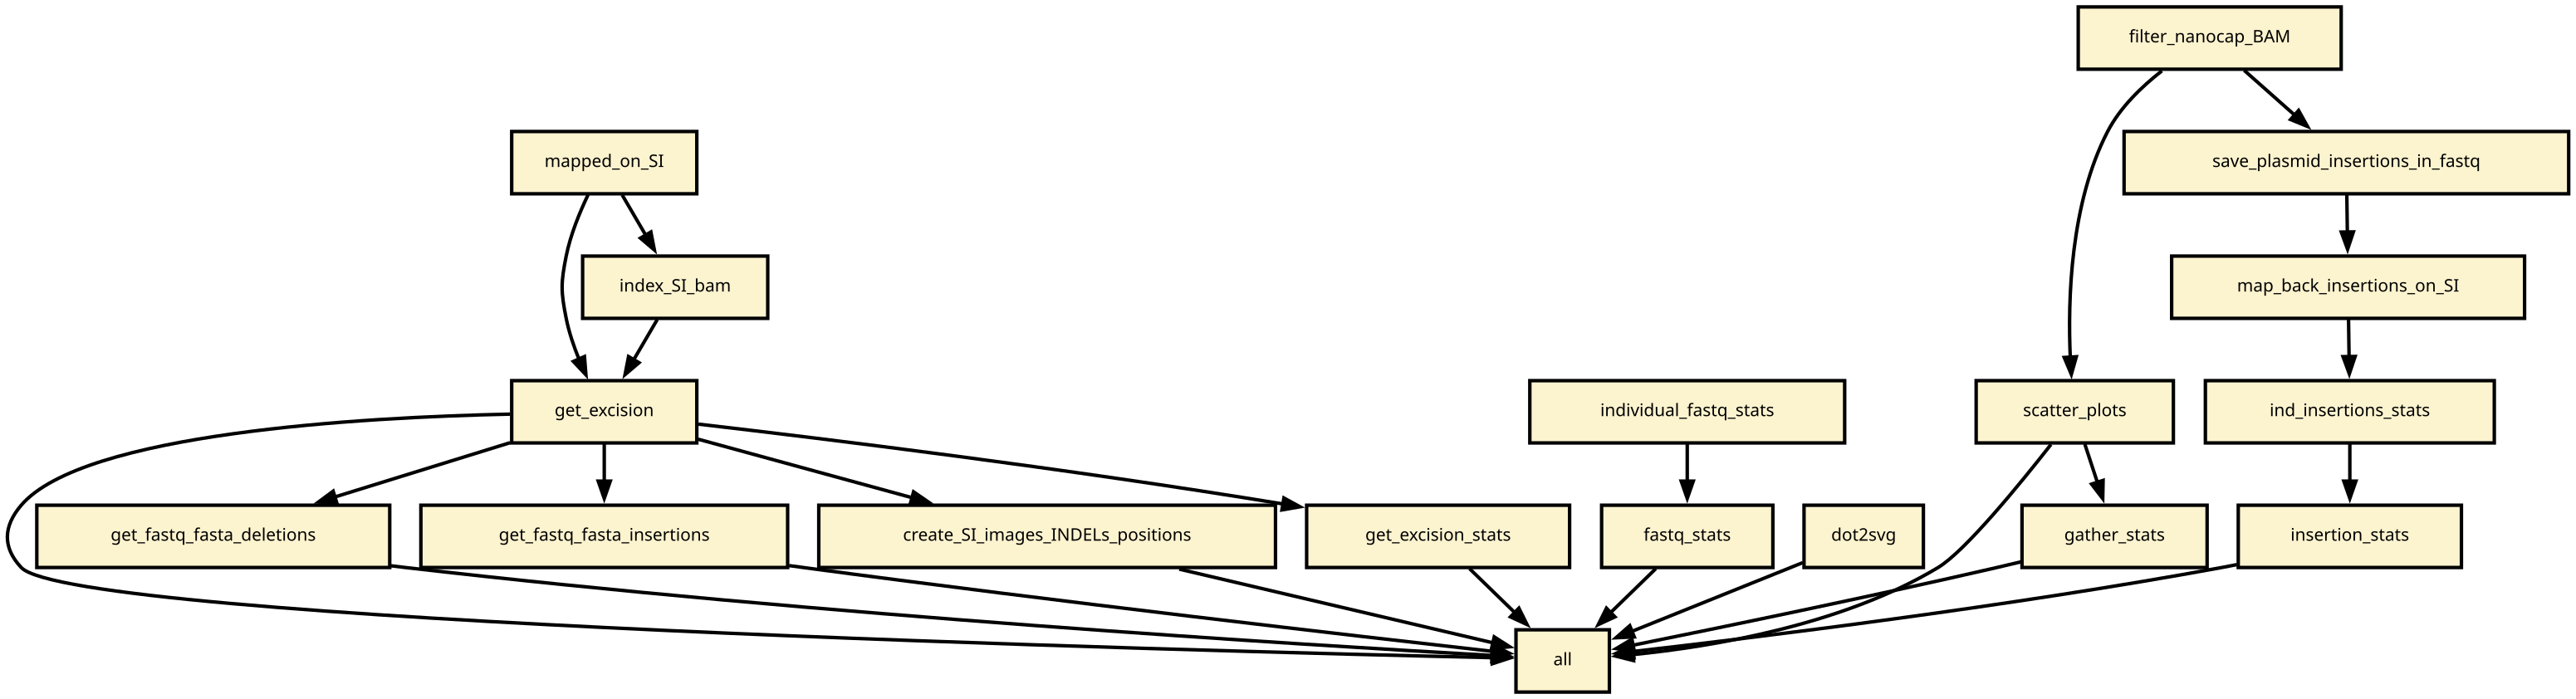 filter_nanocap_BAM
mapped_on_SI
save_plasmid_insertions_in_fastq
index_SI_bam
map_back_insertions_on_SI
get_excision
individual_fastq_stats
scatter_plots
ind_insertions_stats
get_fastq_fasta_deletions
get_fastq_fasta_insertions
create_SI_images_INDELs_positions
get_excision_stats
fastq_stats
dot2svg
gather_stats
insertion_stats
all